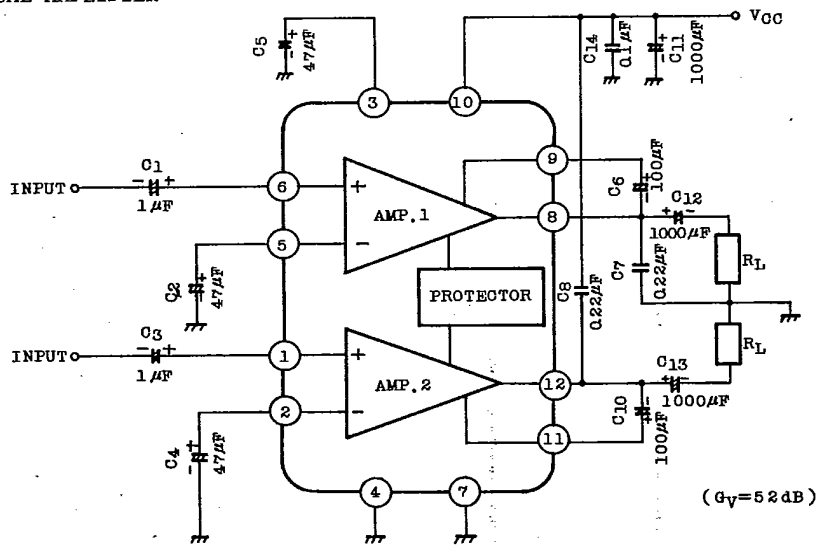 C5
47µF
VCC
C14
0.1µF
C11
1000µF
3
10
9
C6
100µF
C1
INPUT
1µF
6
+
AMP.1
8
C12
1000µF
5
-
C2
47µF
PROTECTOR
C8
0.22µF
C7
0.22µF
RL
C3
INPUT
1µF
1
+
AMP.2
12
C13
1000µF
RL
2
-
C10
100µF
11
C4
47µF
4
7
(GV=52dB)